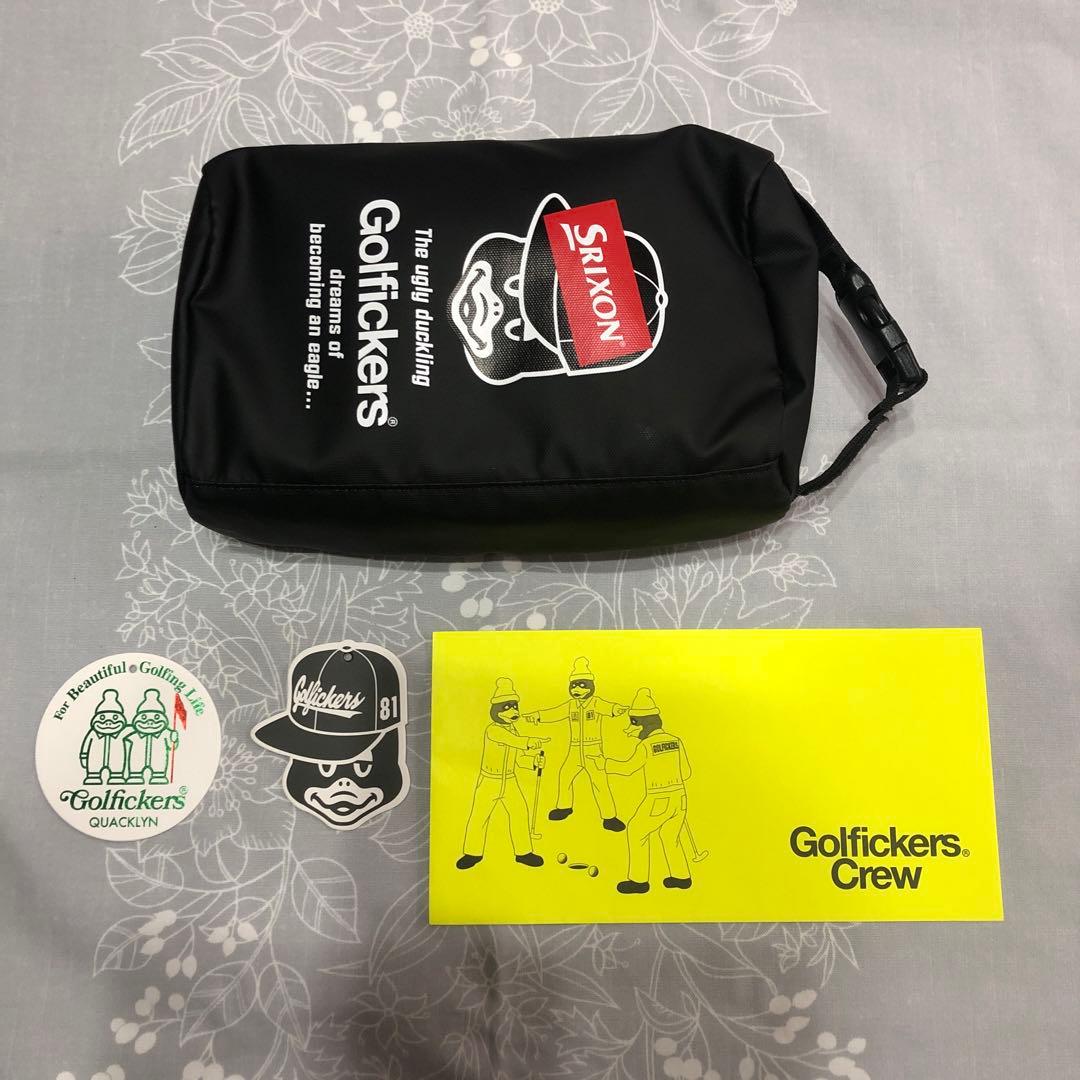 SRIXON®
The ugly duckling
Golfickers®
dreams of
becoming an eagle...
For Beautiful Golfing Life
Golfickers®
QUACKLYN
Golfickers
81
GOLFICKERS
Golfickers®
Crew